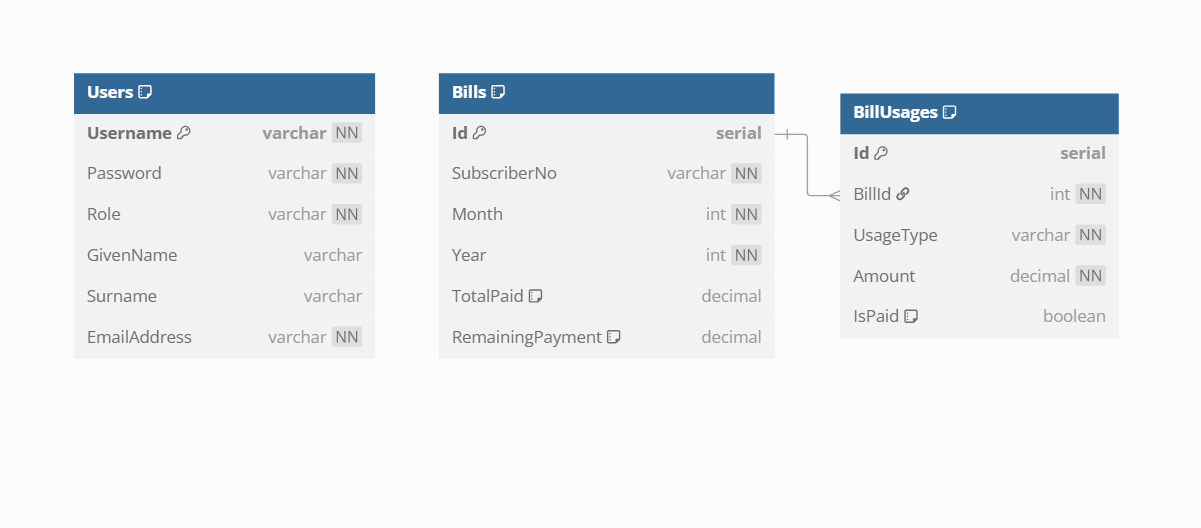 Users
Username varchar NN
Password varchar NN
Role varchar NN
GivenName varchar
Surname varchar
EmailAddress varchar NN
Bills
Id serial
SubscriberNo varchar NN
Month int NN
Year int NN
TotalPaid decimal
RemainingPayment decimal
BillUsages
Id serial
BillId int NN
UsageType varchar NN
Amount decimal NN
IsPaid boolean